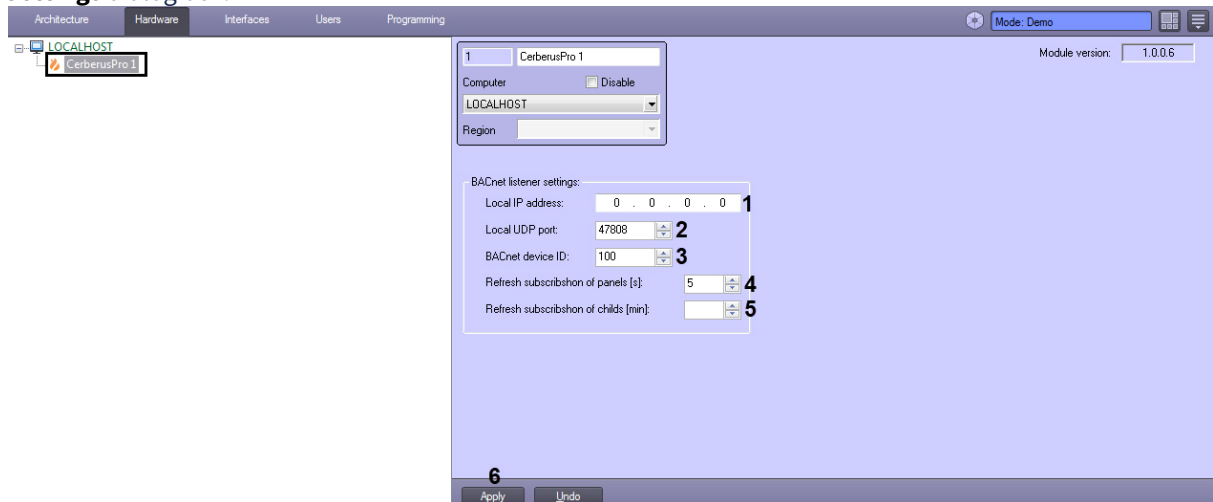 Architecture Hardware Interfaces Users Programming Mode: Demo
LOCALHOST
CerberusPro 1
1 CerberusPro 1 Module version: 1.0.0.6
Computer Disable
LOCALHOST
Region
BACnet listener settings:
Local IP address: 0 . 0 . 0 . 0 1
Local UDP port: 47808 2
BACnet device ID: 100 3
Refresh subscribshon of panels [s]: 5 4
Refresh subscribshon of childs [min]: 5
6
Apply Undo